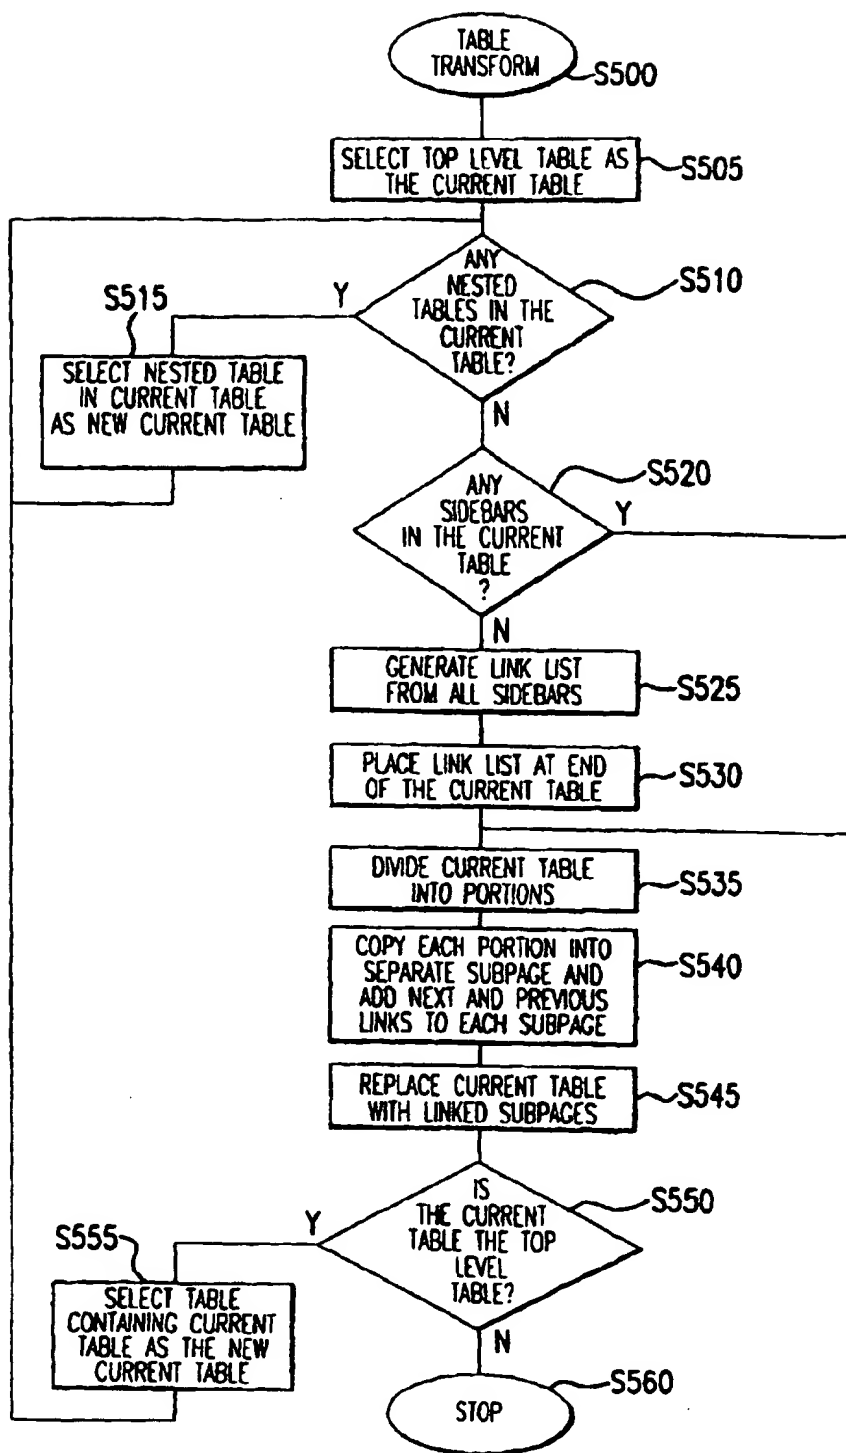 TABLE
TRANSFORM
S500
SELECT TOP LEVEL TABLE AS
THE CURRENT TABLE
S505
ANY
NESTED
TABLES IN THE
CURRENT
TABLE?
S510
Y
S515
SELECT NESTED TABLE
IN CURRENT TABLE
AS NEW CURRENT TABLE
N
ANY
SIDEBARS
IN THE CURRENT
TABLE
?
S520
Y
N
GENERATE LINK LIST
FROM ALL SIDEBARS
S525
PLACE LINK LIST AT END
OF THE CURRENT TABLE
S530
DIVIDE CURRENT TABLE
INTO PORTIONS
S535
COPY EACH PORTION INTO
SEPARATE SUBPAGE AND
ADD NEXT AND PREVIOUS
LINKS TO EACH SUBPAGE
S540
REPLACE CURRENT TABLE
WITH LINKED SUBPAGES
S545
IS
THE CURRENT
TABLE THE TOP
LEVEL
TABLE?
S550
Y
S555
SELECT TABLE
CONTAINING CURRENT
TABLE AS THE NEW
CURRENT TABLE
N
STOP
S560